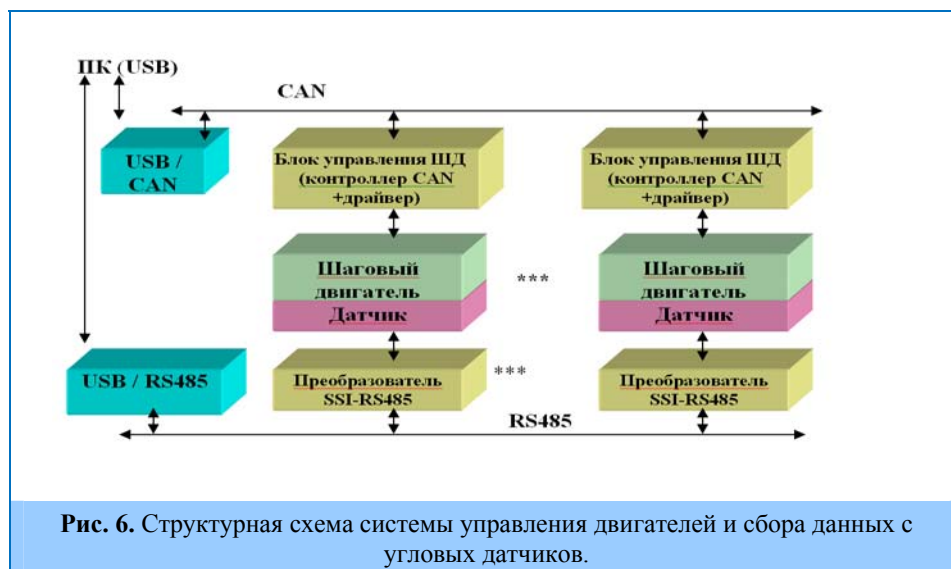 ПК (USB)
CAN
USB /
CAN
Блок управления ШД
(контроллер CAN
+драйвер)
Блок управления ШД
(контроллер CAN
+драйвер)
Шаговый
двигатель
Датчик
***
Шаговый
двигатель
Датчик
USB / RS485
Преобразователь
SSI-RS485
***
Преобразователь
SSI-RS485
RS485
Рис. 6. Структурная схема системы управления двигателей и сбора данных с
угловых датчиков.